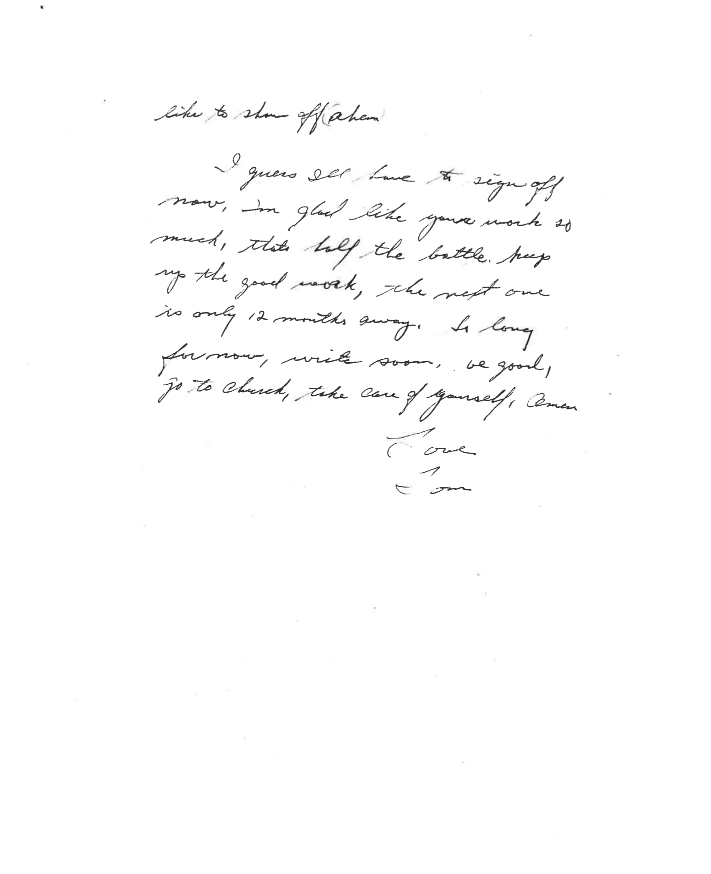 like to show off (ahem
I guess I'll have to sign off
now, I'm glad like your work so
much, thats half the battle. keep
up the good work, the next one
is only 12 months away. So long
for now, write soon, be good,
go to church, take care of yourself, Amen
Love
Tom